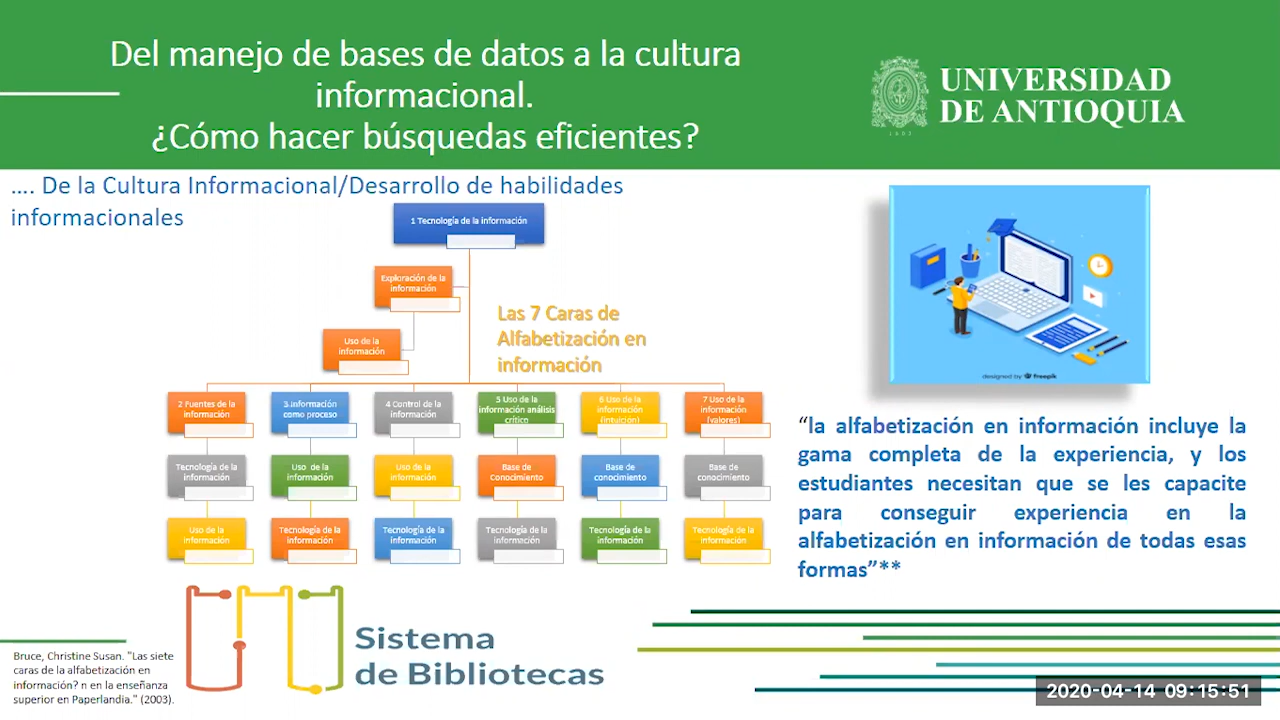 Del manejo de bases de datos a la cultura
informacional.
¿Cómo hacer búsquedas eficientes?
UNIVERSIDAD
DE ANTIOQUIA
1803
.... De la Cultura Informacional/Desarrollo de habilidades
informacionales
1 Tecnología de la información
Exploración de la
información
Uso de la
información
Las 7 Caras de
Alfabetización en
información
2 Fuentes de la
información
3 Información
como proceso
4 Control de la
información
5 Uso de la
información análisis
crítico
6 Uso de la
información
(intuición)
7 Uso de la
información
(valores)
Tecnología de la
información
Uso de la
información
Uso de la
información
Base de
Conocimiento
Base de
conocimiento
Base de
conocimiento
Uso de la
información
Tecnología de la
información
Tecnología de la
información
Tecnología de la
información
Tecnología de la
información
Tecnología de la
información
designed by freepik
“la alfabetización en información incluye la
gama completa de la experiencia, y los
estudiantes necesitan que se les capacite
para conseguir experiencia en la
alfabetización en información de todas esas
formas”**
Sistema
de Bibliotecas
Bruce, Christine Susan. "Las siete
caras de la alfabetización en
información? n en la enseñanza
superior en Paperlandia." (2003).
2020-04-14 09:15:51